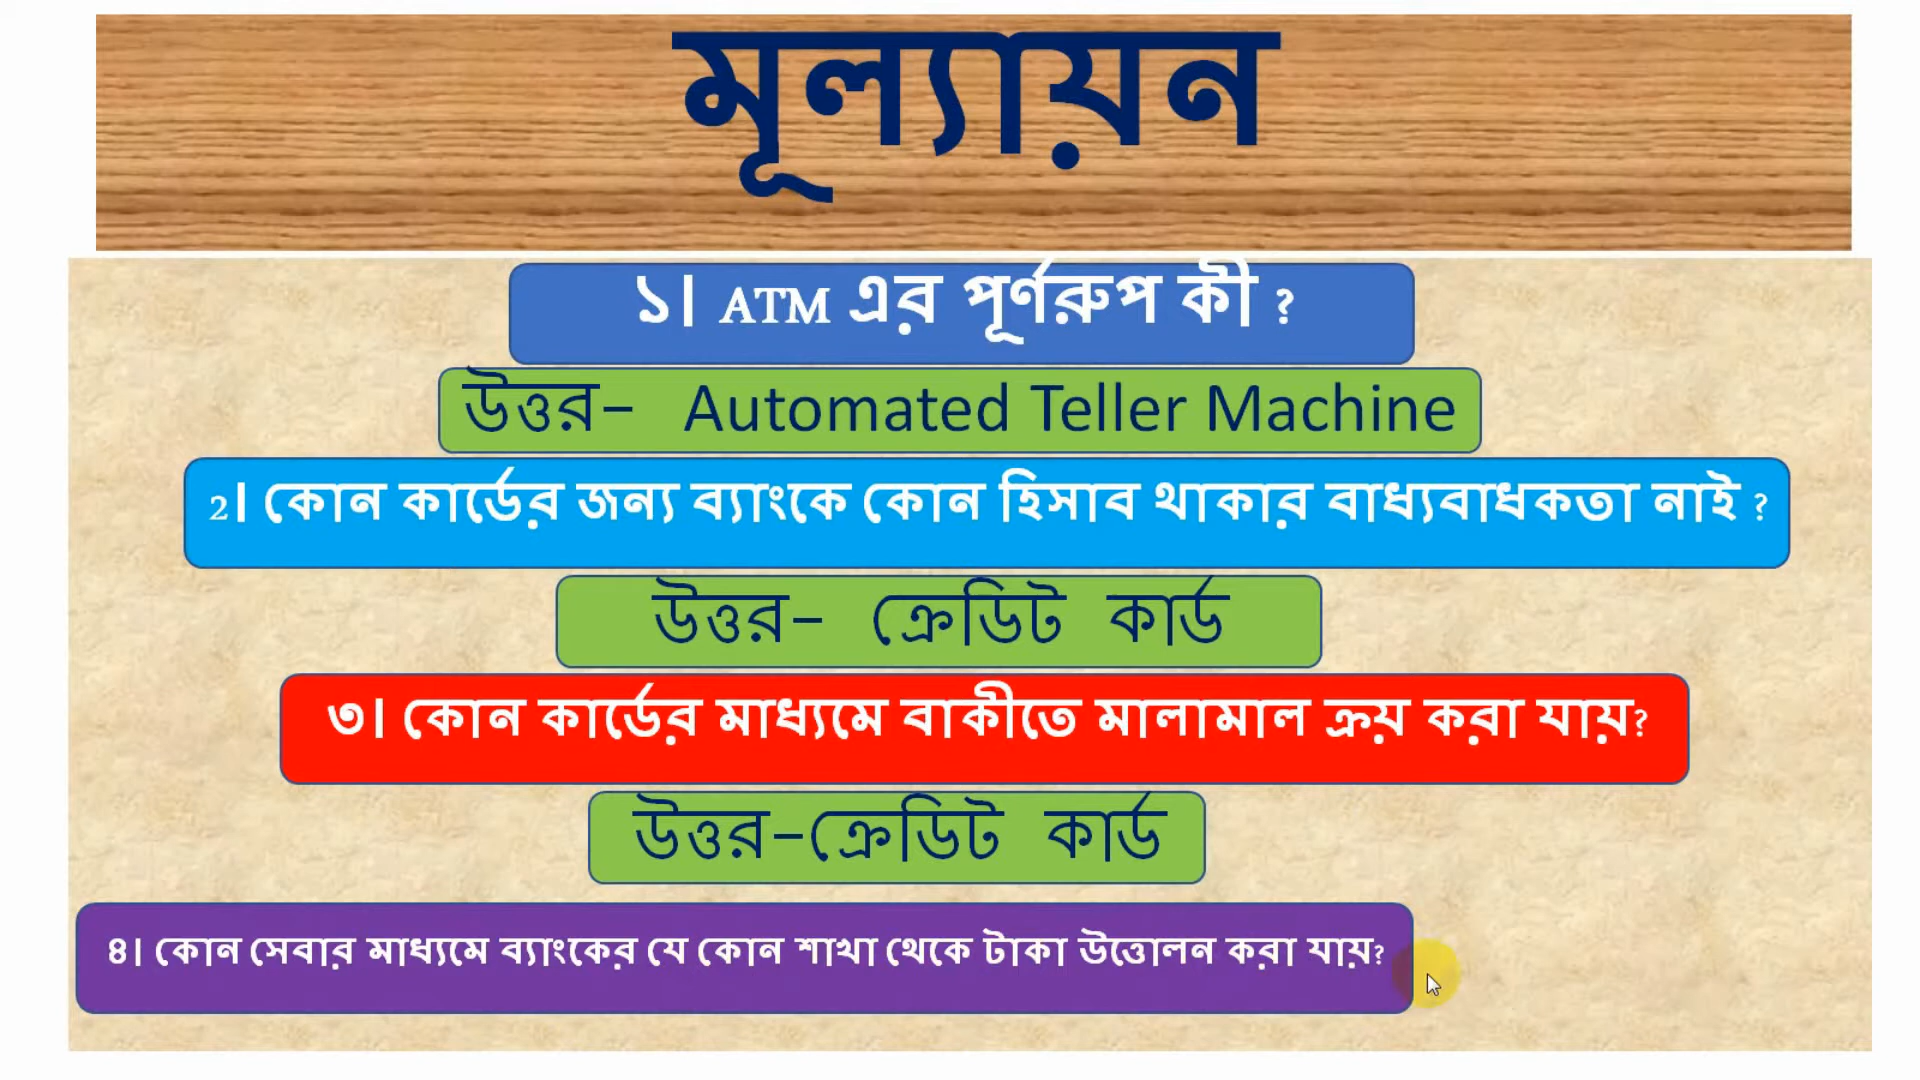 মূল্যায়ন
১। ATM এর পূর্ণরুপ কী ?
উত্তর– Automated Teller Machine
2। কোন কার্ডের জন্য ব্যাংকে কোন হিসাব থাকার বাধ্যবাধকতা নাই ?
উত্তর– ক্রেডিট কার্ড
৩। কোন কার্ডের মাধ্যমে বাকীতে মালামাল ক্রয় করা যায়?
উত্তর–ক্রেডিট কার্ড
৪। কোন সেবার মাধ্যমে ব্যাংকের যে কোন শাখা থেকে টাকা উত্তোলন করা যায়?